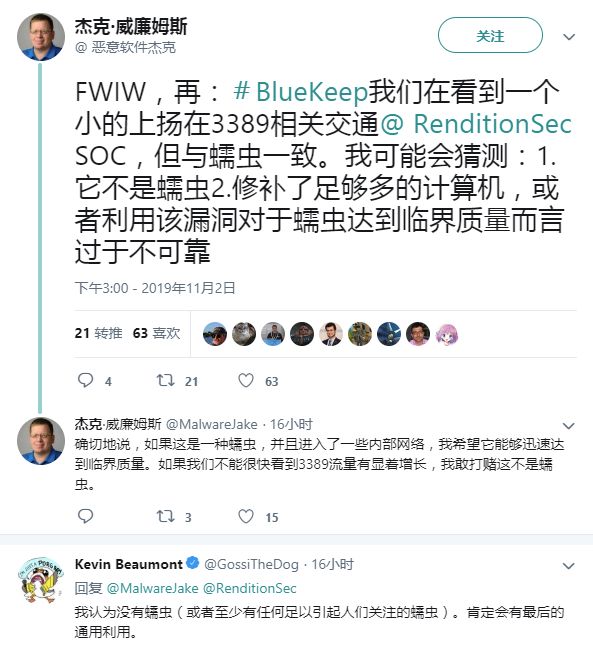 杰克·威廉姆斯
@ 恶意软件杰克
关注
FWIW，再：＃BlueKeep我们在看到一个
小的上扬在3389相关交通@ RenditionSec
SOC，但与蠕虫一致。我可能会猜测：1.
它不是蠕虫2.修补了足够多的计算机，或
者利用该漏洞对于蠕虫达到临界质量而言
过于不可靠
下午3:00 - 2019年11月2日
21 转推 63 喜欢
4 21 63
杰克·威廉姆斯 @MalwareJake · 16小时
确切地说，如果这是一种蠕虫，并且进入了一些内部网络，我希望它能够迅速达
到临界质量。如果我们不能很快看到3389流量有显着增长，我敢打赌这不是蠕
虫。
3 15
Kevin Beaumont @GossiTheDog · 16小时
回复 @MalwareJake @RenditionSec
我认为没有蠕虫（或者至少有任何足以引起人们关注的蠕虫）。肯定会有最后的
通用利用。